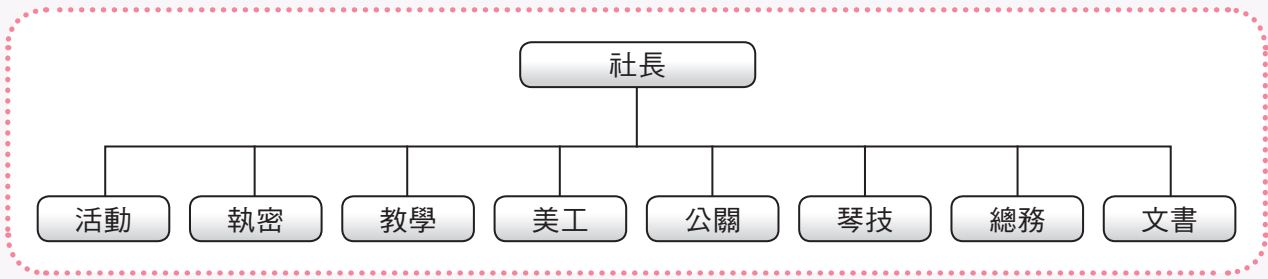 社長
活動 執密 教學 美工 公關 琴技 總務 文書